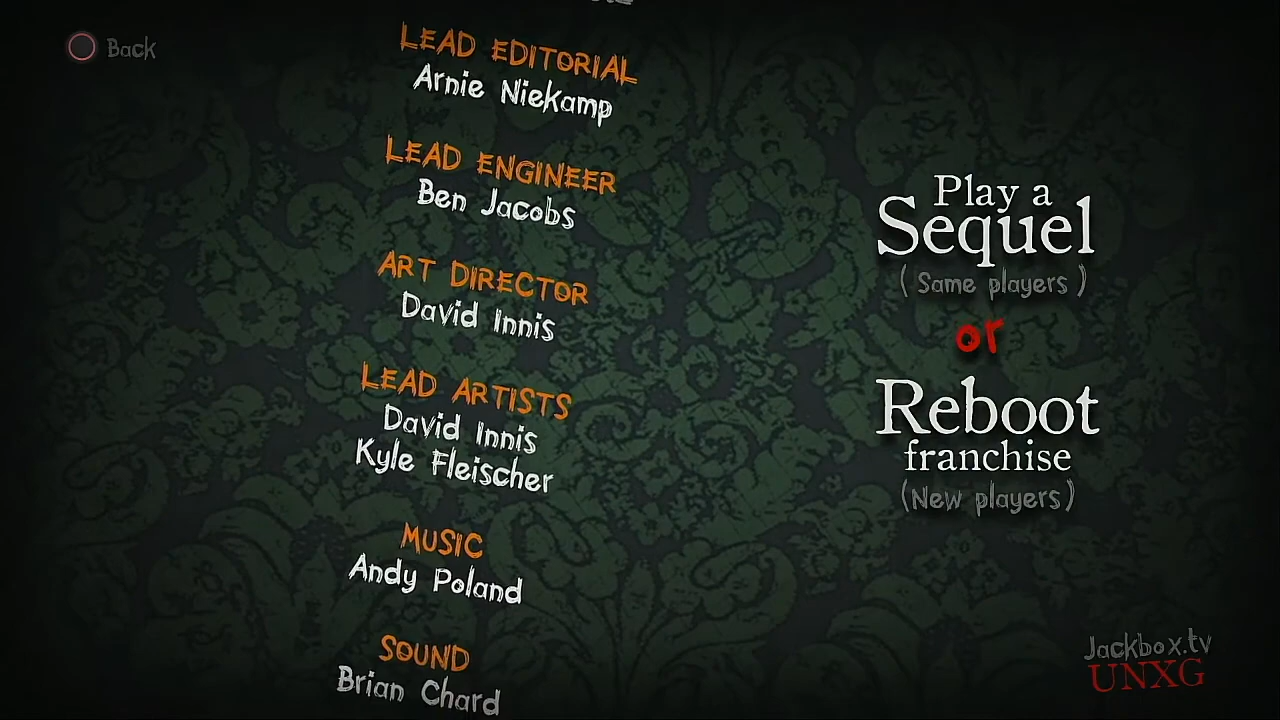 Back
LEAD EDITORIAL
Arnie Niekamp
LEAD ENGINEER
Ben Jacobs
ART DIRECTOR
David Innis
LEAD ARTISTS
David Innis
Kyle Fleischer
MUSIC
Andy Poland
SOUND
Brian Chard
Play a
Sequel
( Same players )
or
Reboot
franchise
(New players)
Jackbox.tv
UNXG